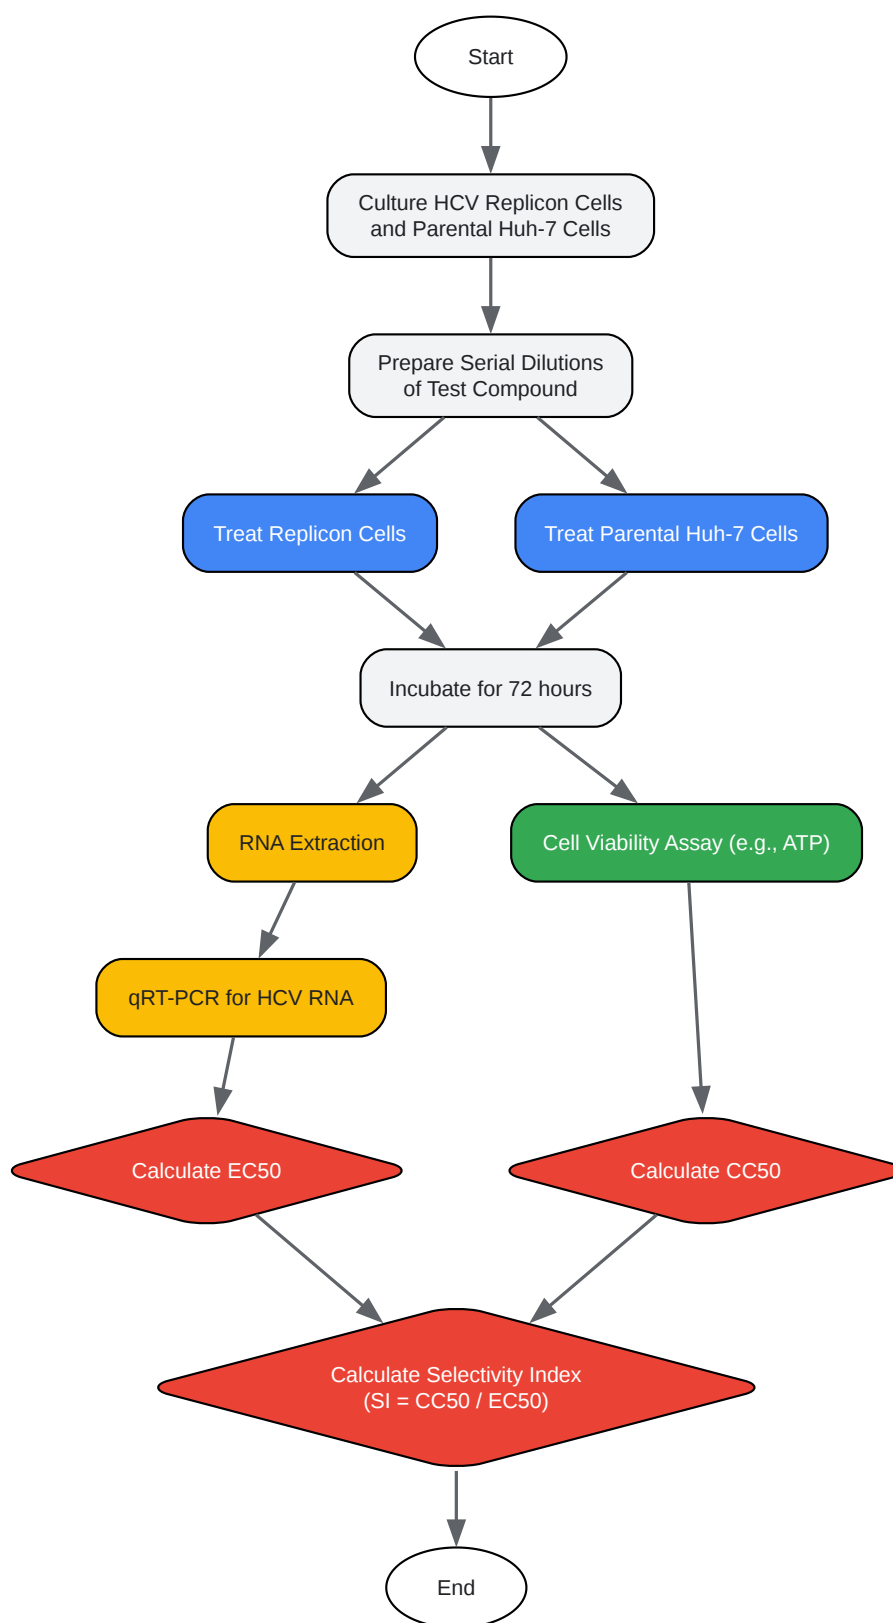 Start
Culture HCV Replicon Cells
and Parental Huh-7 Cells
Prepare Serial Dilutions
of Test Compound
Treat Replicon Cells
Treat Parental Huh-7 Cells
Incubate for 72 hours
RNA Extraction
Cell Viability Assay (e.g., ATP)
qRT-PCR for HCV RNA
Calculate EC50
Calculate CC50
Calculate Selectivity Index
(SI = CC50 / EC50)
End